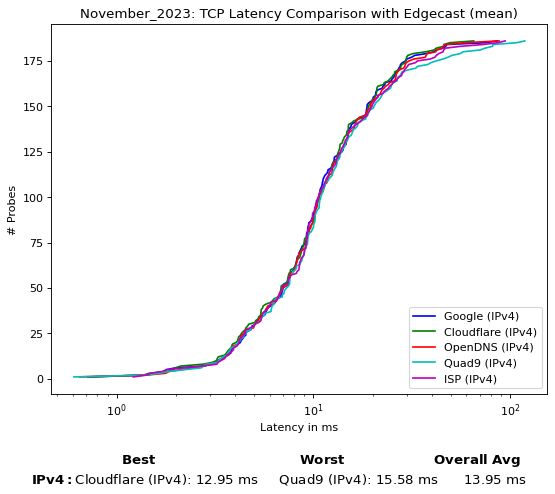 November_2023: TCP Latency Comparison with Edgecast (mean)
175
150
125
100
75
50
25
0
# Probes
10⁰ 10¹ 10²
Latency in ms
Google (IPv4)
Cloudflare (IPv4)
OpenDNS (IPv4)
Quad9 (IPv4)
ISP (IPv4)
Best Worst Overall Avg
IPv4: Cloudflare (IPv4): 12.95 ms Quad9 (IPv4): 15.58 ms 13.95 ms